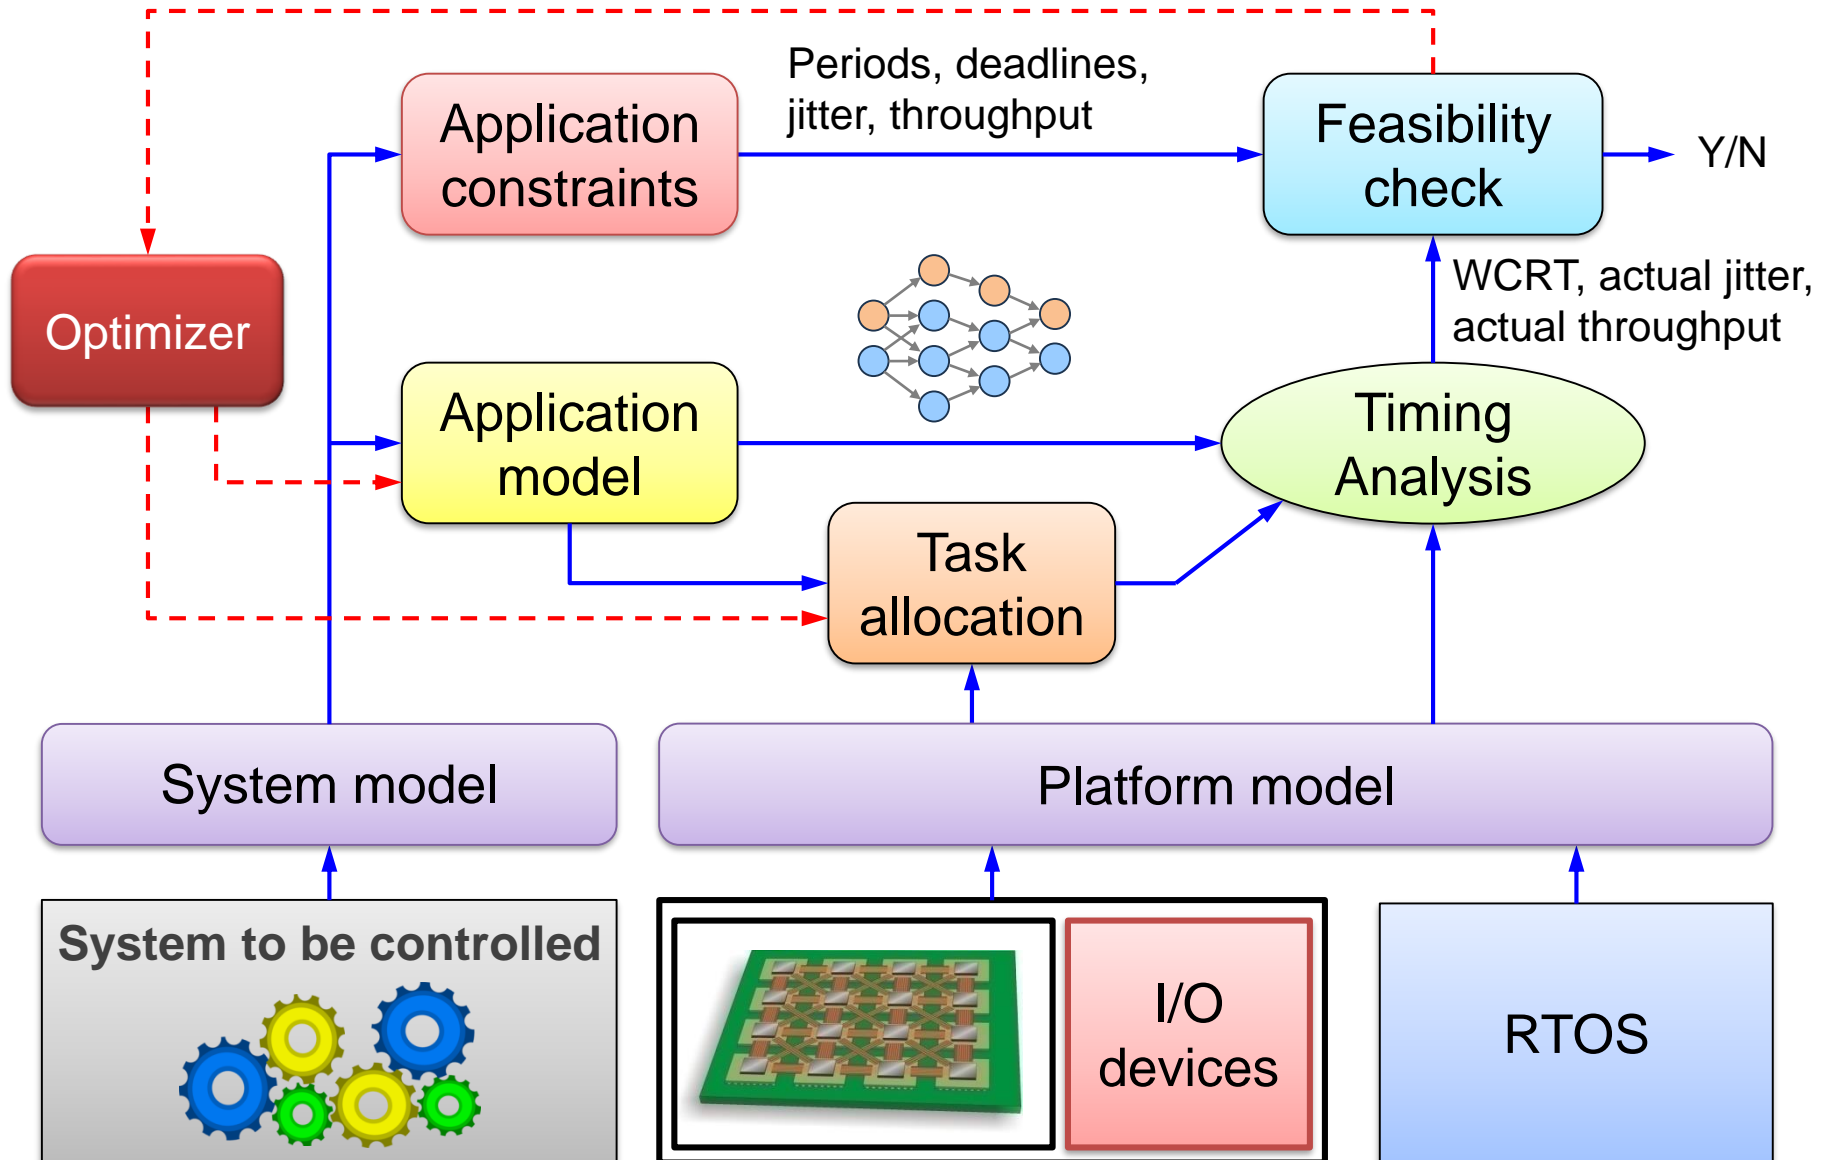 Periods, deadlines,
jitter, throughput
Application
constraints
Feasibility
check
Y/N
WCRT, actual jitter,
actual throughput
Optimizer
Application
model
Timing
Analysis
Task
allocation
System model
Platform model
System to be controlled
I/O
devices
RTOS